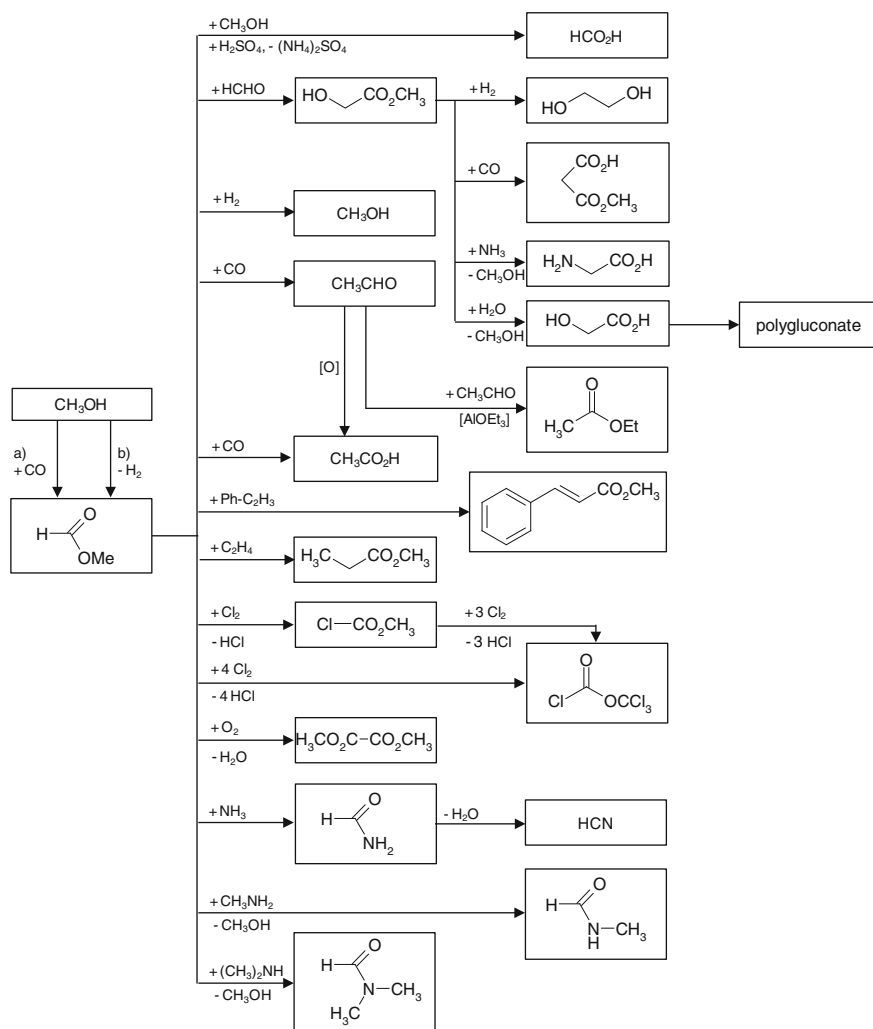 + CH₃OH
+ H₂SO₄, - (NH₄)₂SO₄
HCO₂H
+ HCHO
HO CO₂CH₃
+ H₂
HO OH
+ CO
CO₂H
CO₂CH₃
+ H₂
CH₃OH
+ NH₃
- CH₃OH
H₂N CO₂H
+ CO
CH₃CHO
+ H₂O
- CH₃OH
HO CO₂H
polygluconate
[O]
+ CH₃CHO
[AlOEt₃]
O
H₃C OEt
CH₃OH
a)
+ CO
b)
- H₂
+ CO
CH₃CO₂H
+ Ph-C₂H₃
CO₂CH₃
O
H
OMe
+ C₂H₄
H₃C CO₂CH₃
+ Cl₂
- HCl
Cl — CO₂CH₃
+ 3 Cl₂
- 3 HCl
+ 4 Cl₂
- 4 HCl
O
Cl OCCl₃
+ O₂
- H₂O
H₃CO₂C – CO₂CH₃
+ NH₃
O
H
NH₂
- H₂O
HCN
+ CH₃NH₂
- CH₃OH
O
H
N CH₃
H
+ (CH₃)₂NH
- CH₃OH
O
H
N CH₃
H₃C